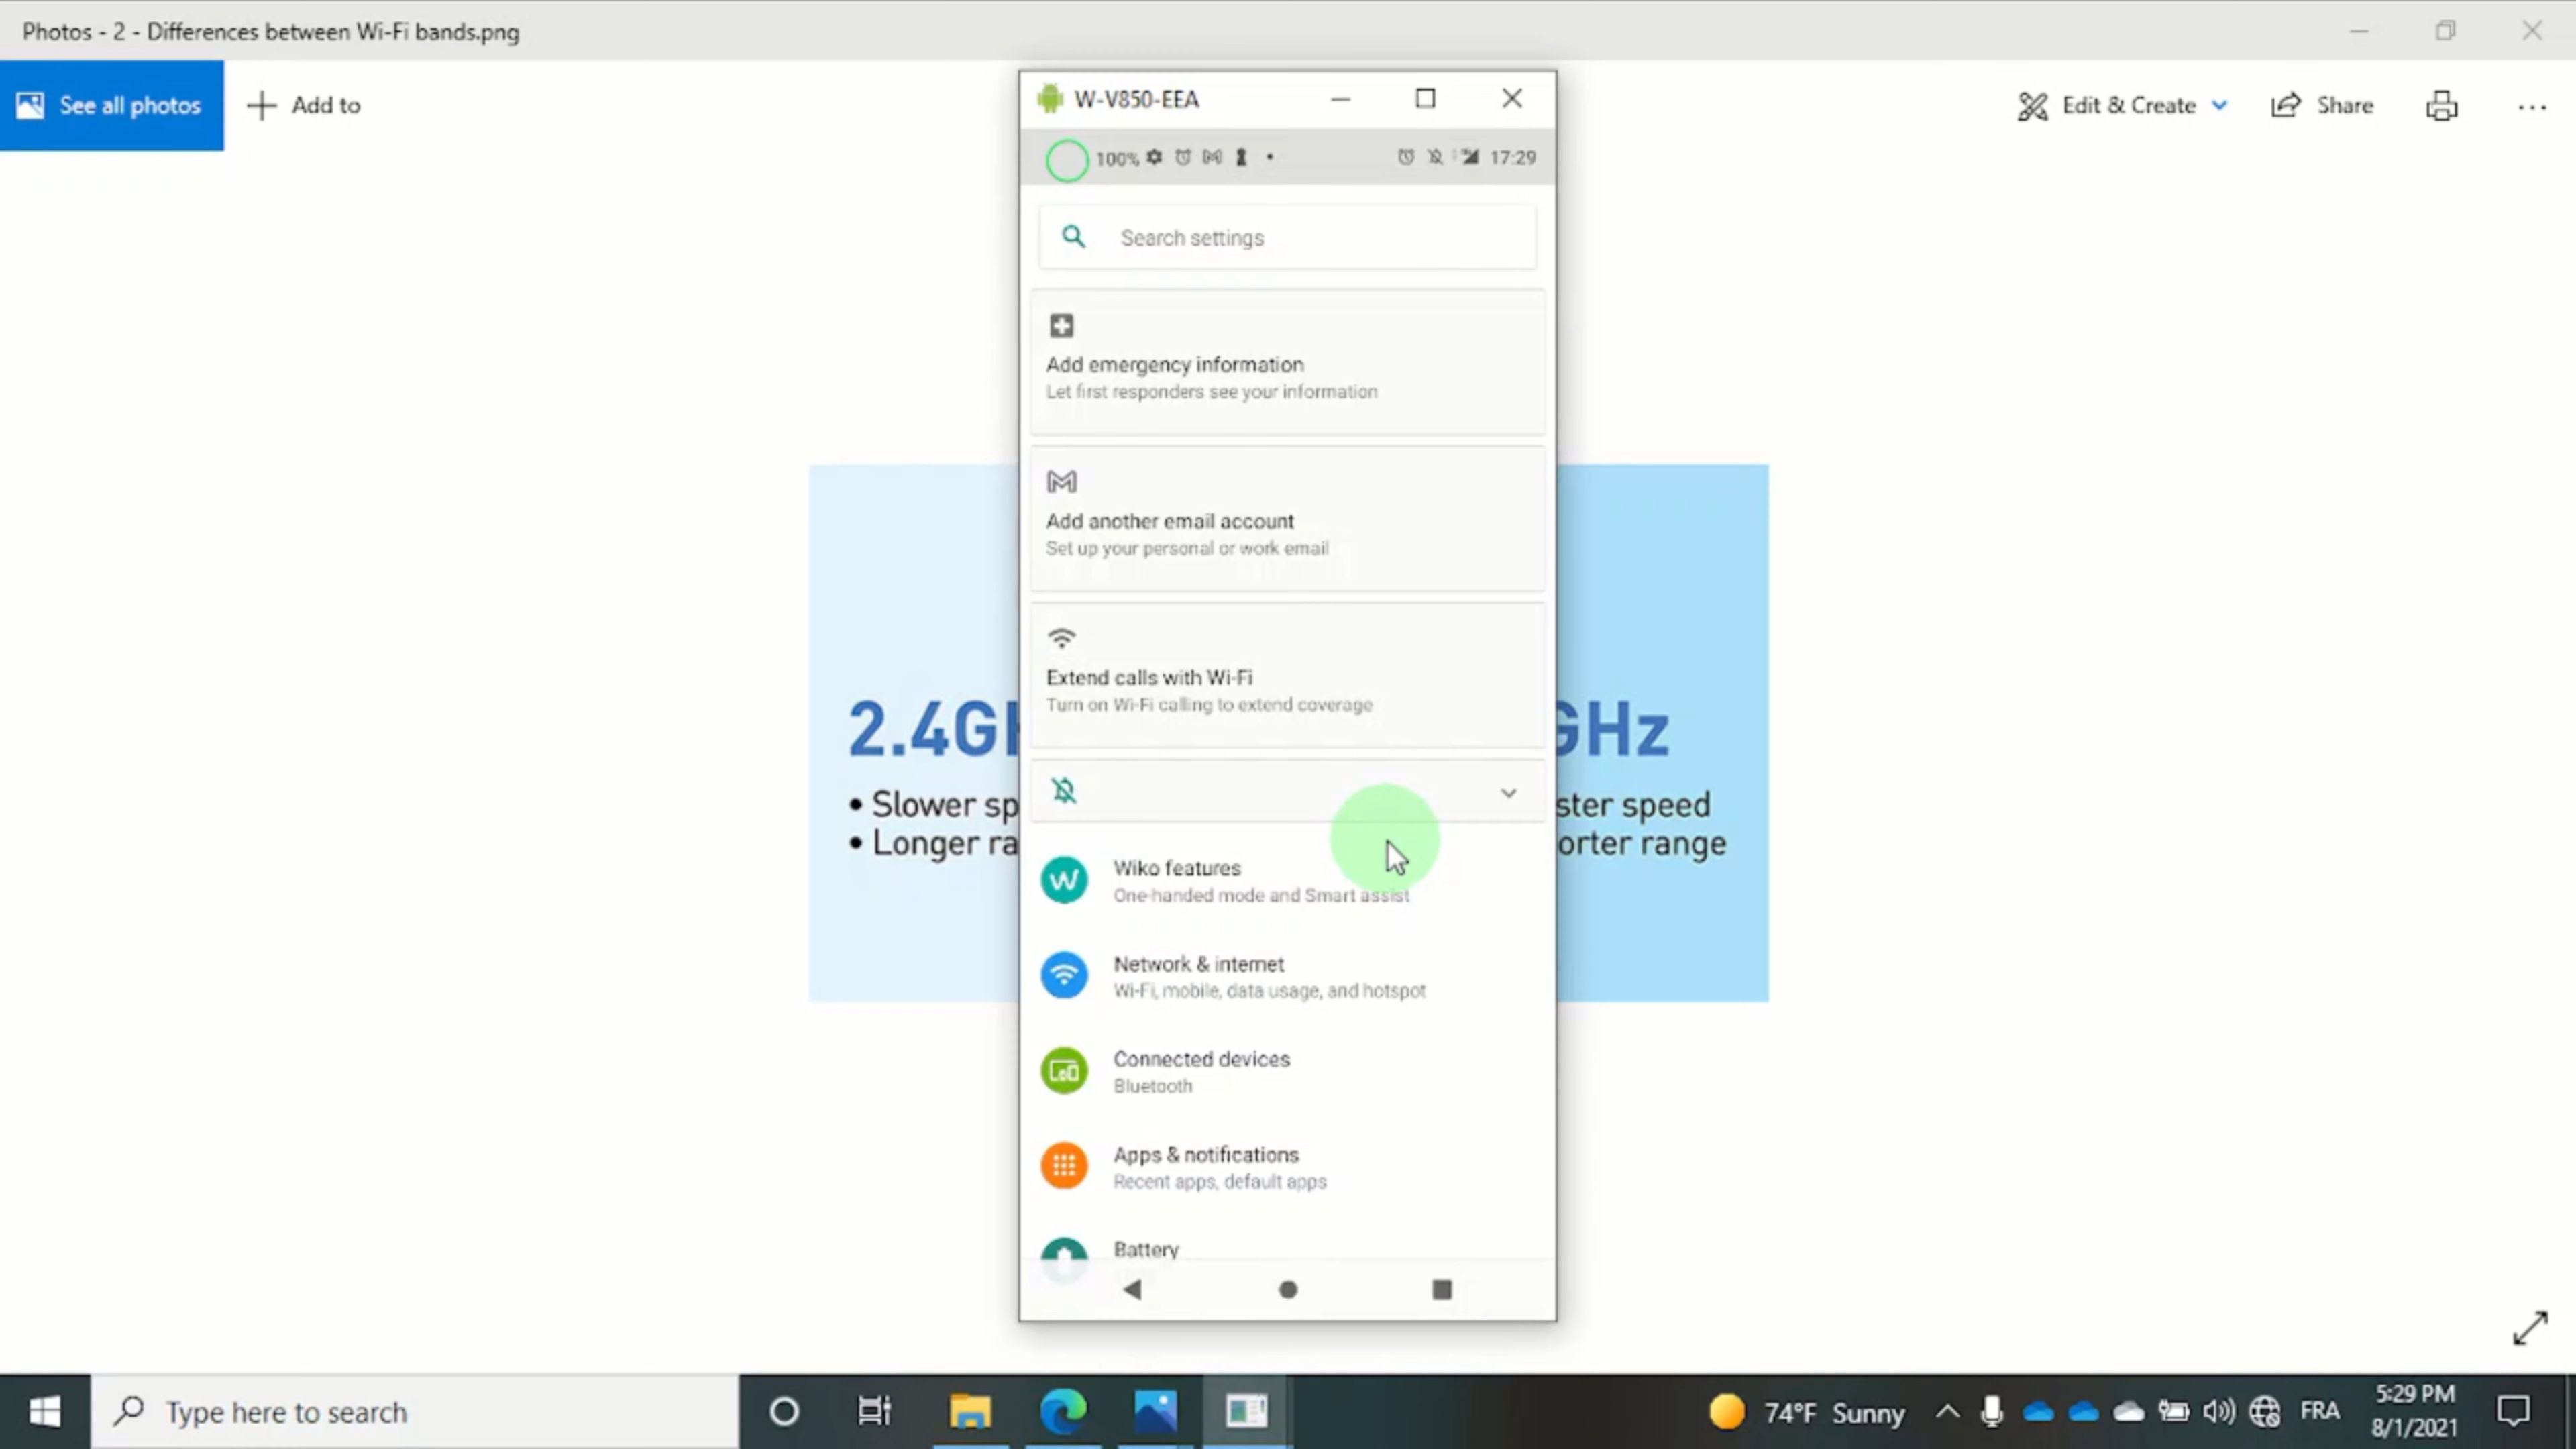 Photos - 2 - Differences between Wi-Fi bands.png
See all photos
Add to
Edit & Create
Share
W-V850-EEA
100%
17:29
Search settings
Add emergency information
Let first responders see your information
Add another email account
Set up your personal or work email
Extend calls with Wi-Fi
Turn on Wi-Fi calling to extend coverage
2.4G
GHz
• Slower sp
ster speed
• Longer ra
orter range
Wiko features
One-handed mode and Smart assist
Network & internet
Wi-Fi, mobile, data usage, and hotspot
Connected devices
Bluetooth
Apps & notifications
Recent apps, default apps
Battery
Type here to search
74°F Sunny
FRA
5:29 PM
8/1/2021